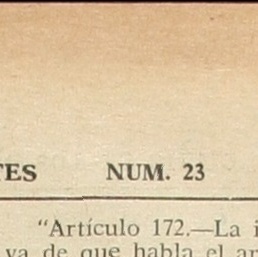 TES NUM. 23
"Artículo 172.—La i
va de que habla el ar